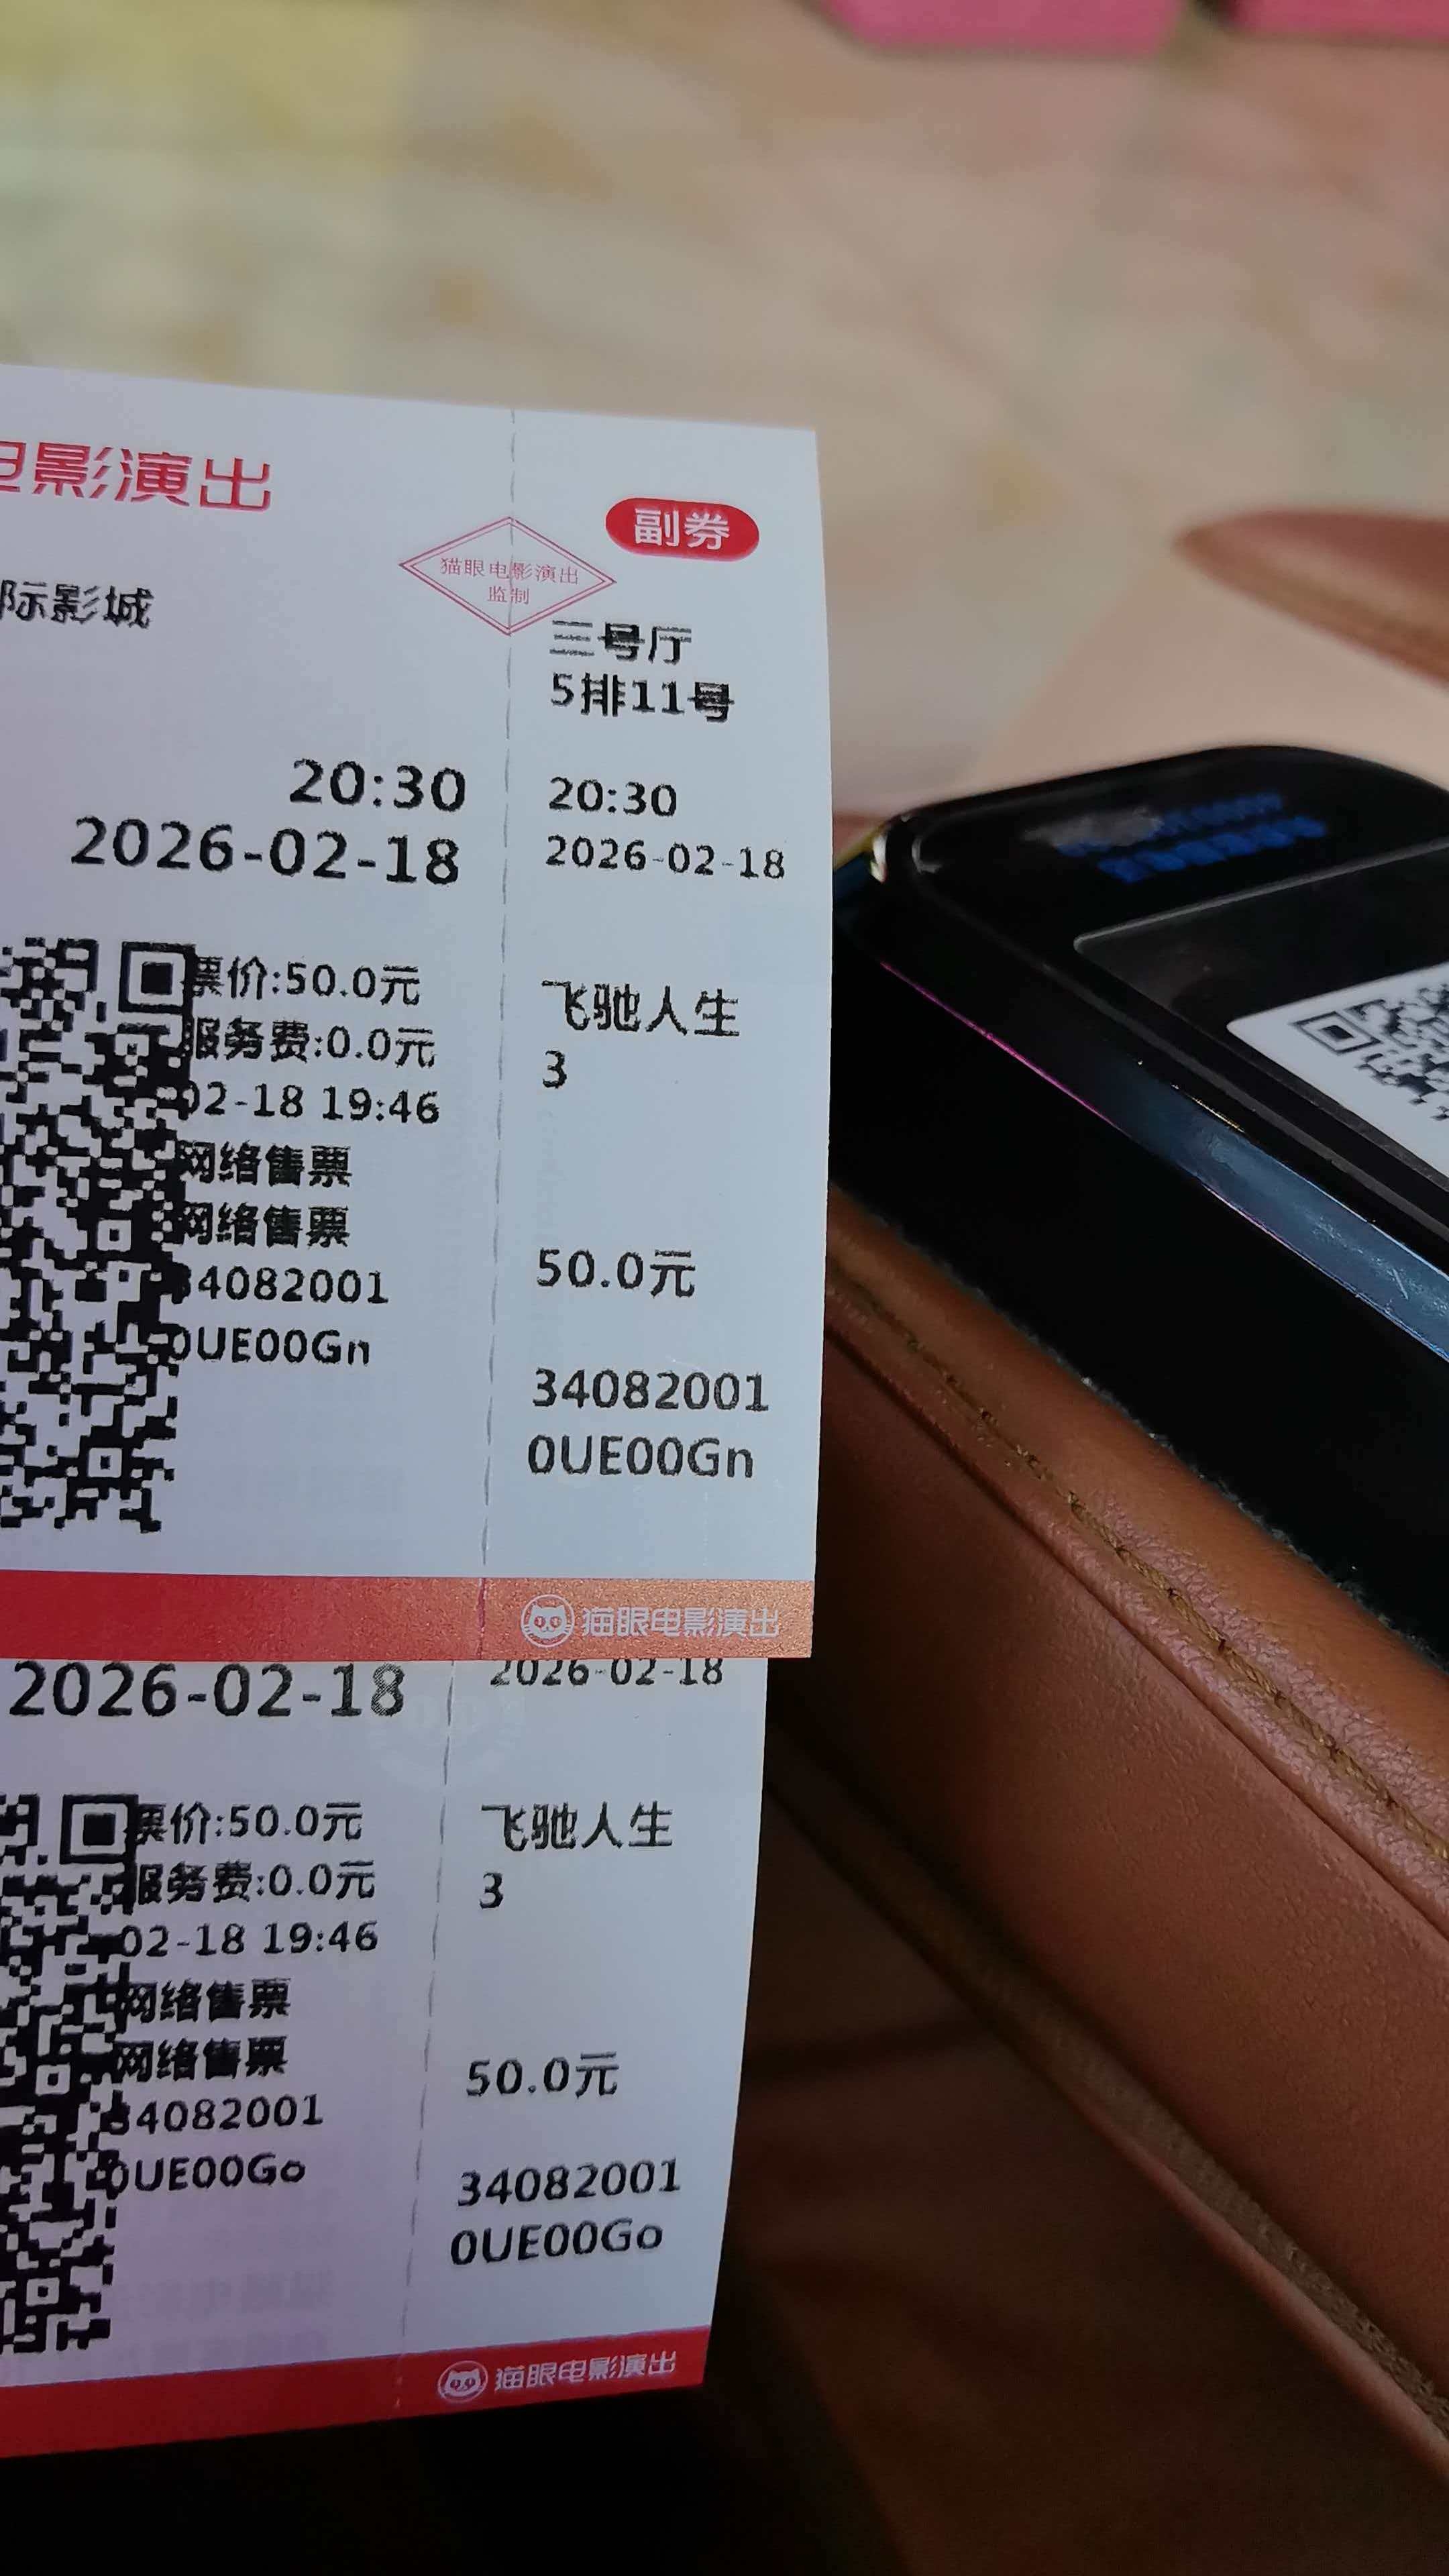 电影演出
副券
猫眼电影演出
监制
际影城
三号厅
5排11号
20:30
2026-02-18
20:30
2026-02-18
票价:50.0元
服务费:0.0元
02-18 19:46
网络售票
网络售票
34082001
0UE00Gn
飞驰人生
3
50.0元
34082001
0UE00Gn
猫眼电影演出
2026-02-18
2026-02-18
票价:50.0元
服务费:0.0元
02-18 19:46
网络售票
网络售票
34082001
0UE00Go
飞驰人生
3
50.0元
34082001
0UE00Go
猫眼电影演出